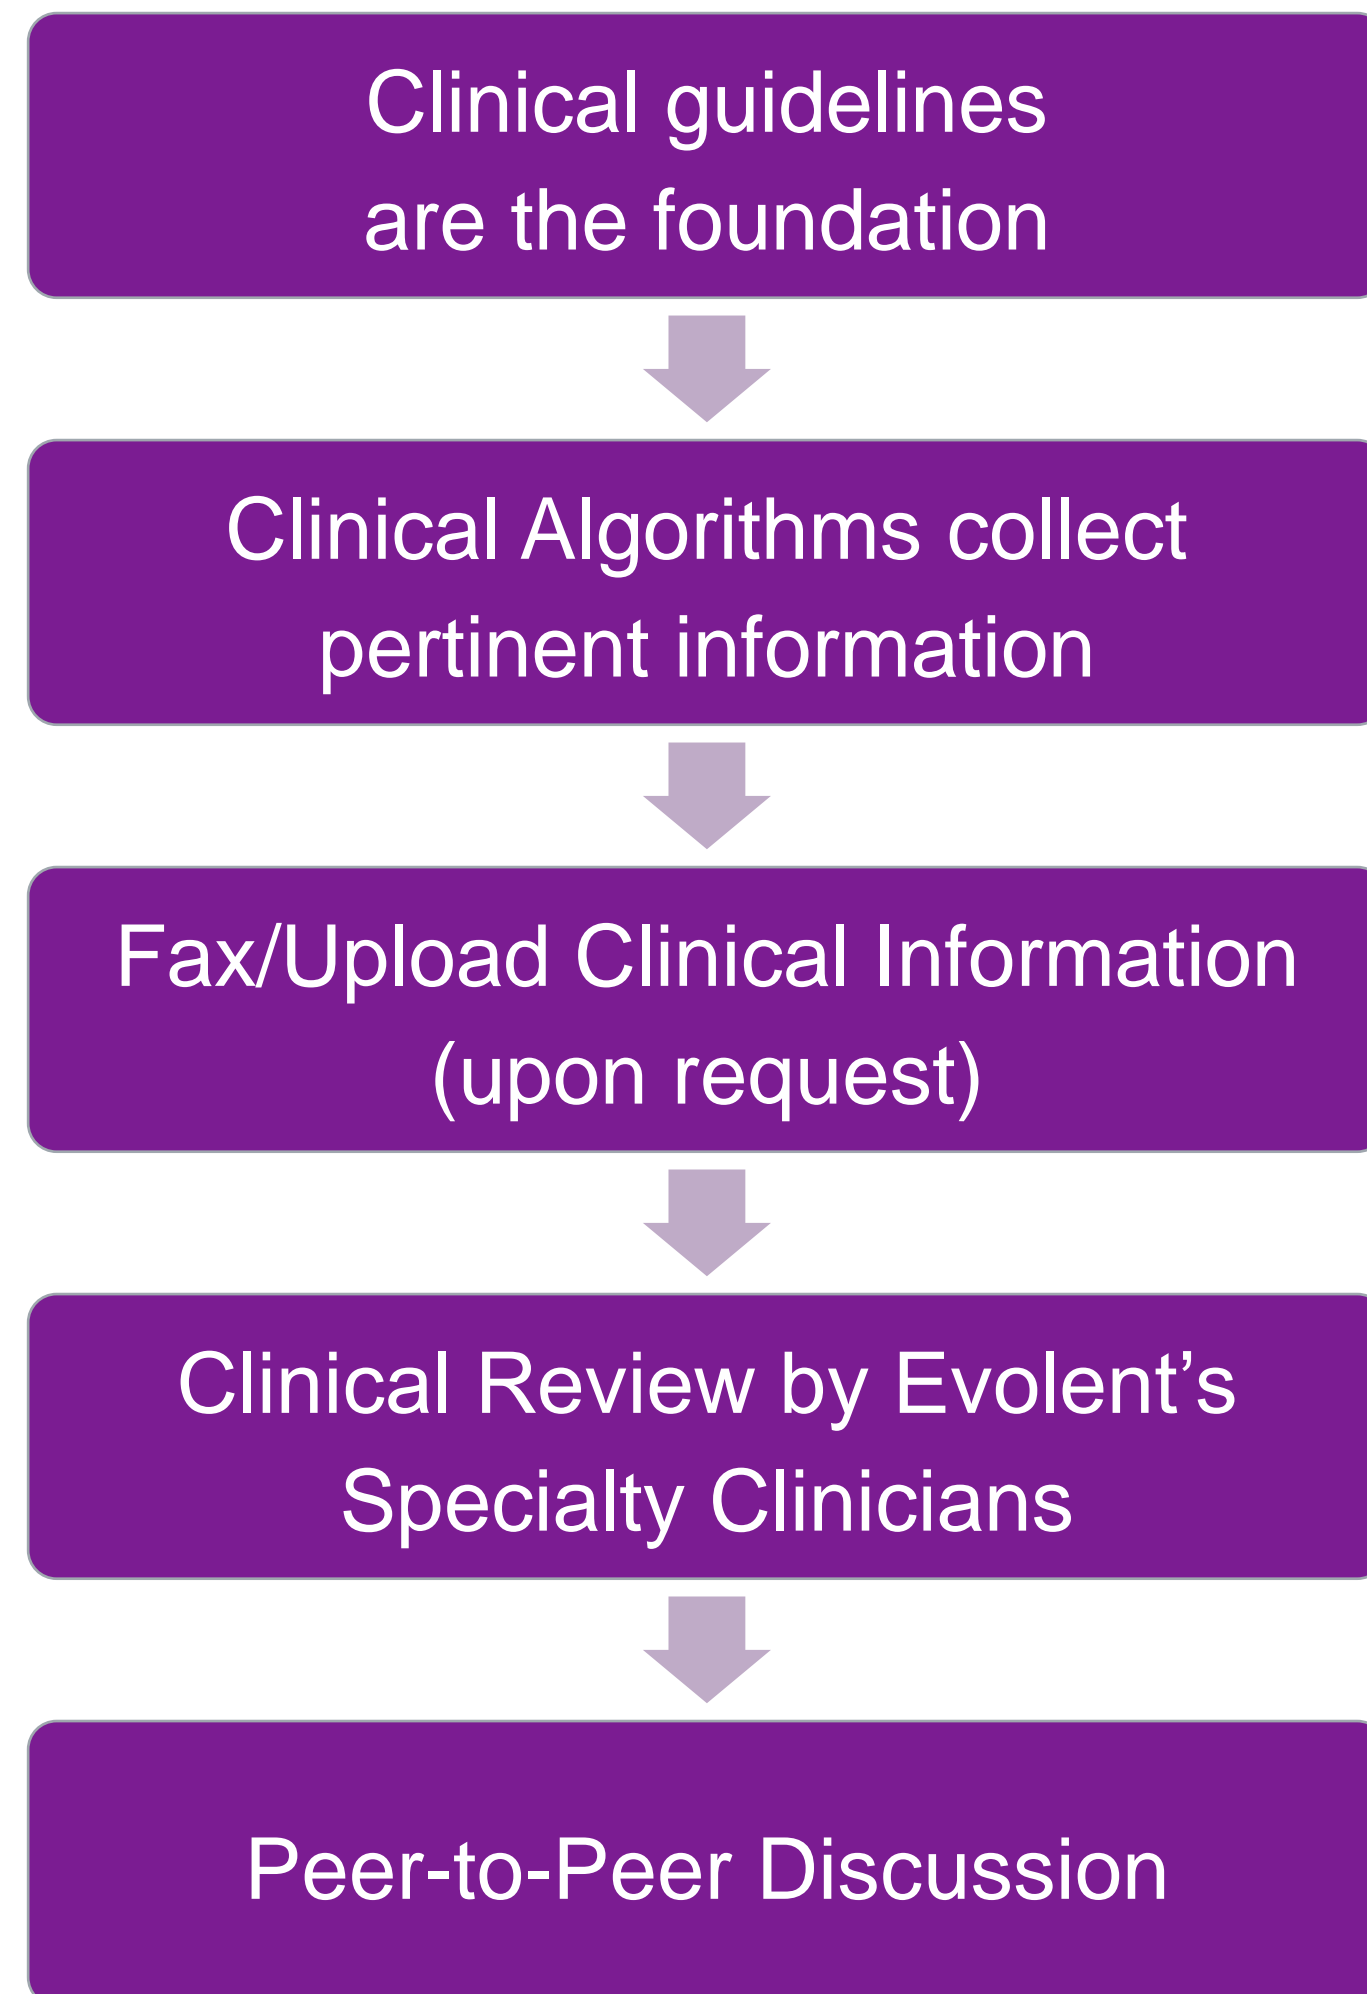 Clinical guidelines
are the foundation
Clinical Algorithms collect
pertinent information
Fax/Upload Clinical Information
(upon request)
Clinical Review by Evolent’s
Specialty Clinicians
Peer-to-Peer Discussion